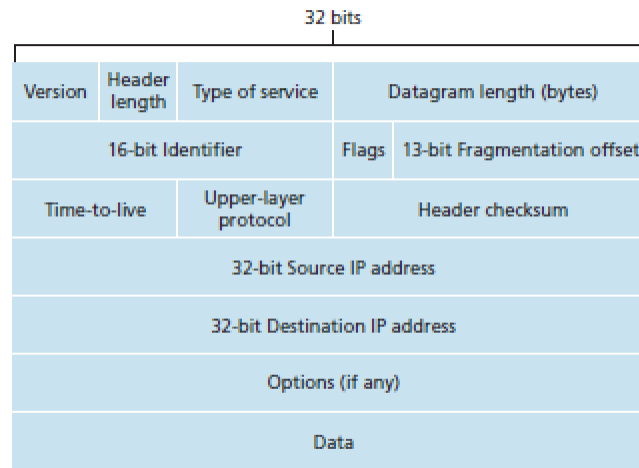 32 bits
Version
Header
length
Type of service
Datagram length (bytes)
16-bit Identifier
Flags
13-bit Fragmentation offset
Time-to-live
Upper-layer
protocol
Header checksum
32-bit Source IP address
32-bit Destination IP address
Options (if any)
Data